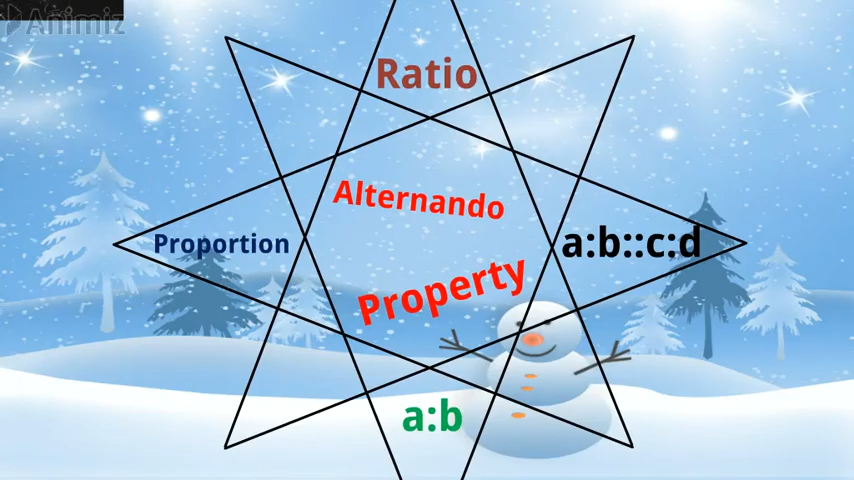 Animiz
Ratio
Alternando
Proportion
a:b::c:d
Property
a:b